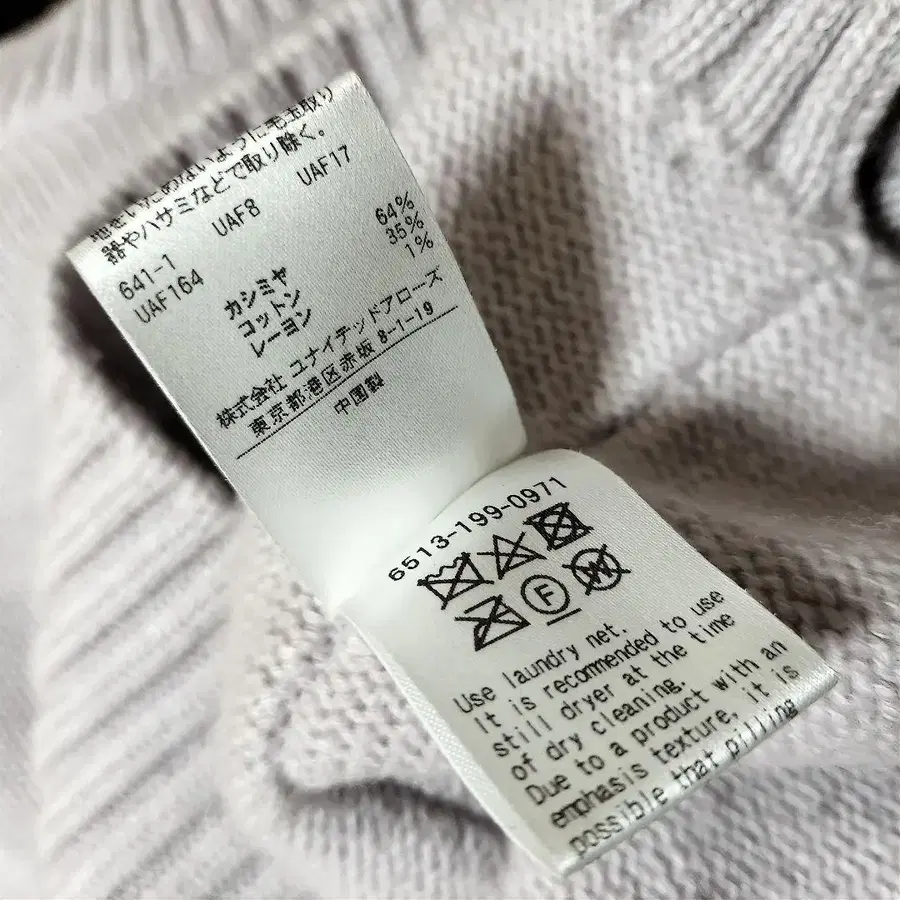 地をいためないように毛玉取り
器やハサミなどで取り除く。
641-1 UAF8 UAF17
UAF164
カシミヤ 64%
コットン 35%
レーヨン 1%
株式会社 ユナイテッドアローズ
東京都港区赤坂 8-1-19
中国製
6513-199-0971
F
W
Use laundry net.
It is recommended to use
still dryer at the time
of dry cleaning.
Due to a product with an
emphasis texture, it is
possible that pilling